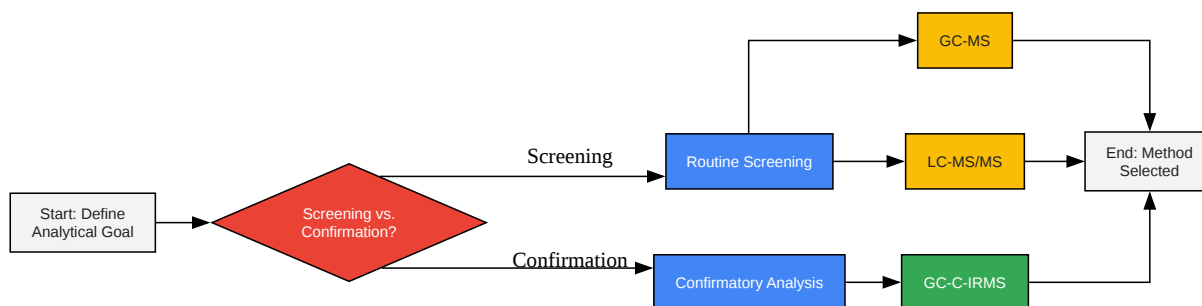 GC-MS
Screening
Routine Screening
LC-MS/MS
End: Method
Selected
Start: Define
Analytical Goal
Screening vs.
Confirmation?
Confirmation
Confirmatory Analysis
GC-C-IRMS